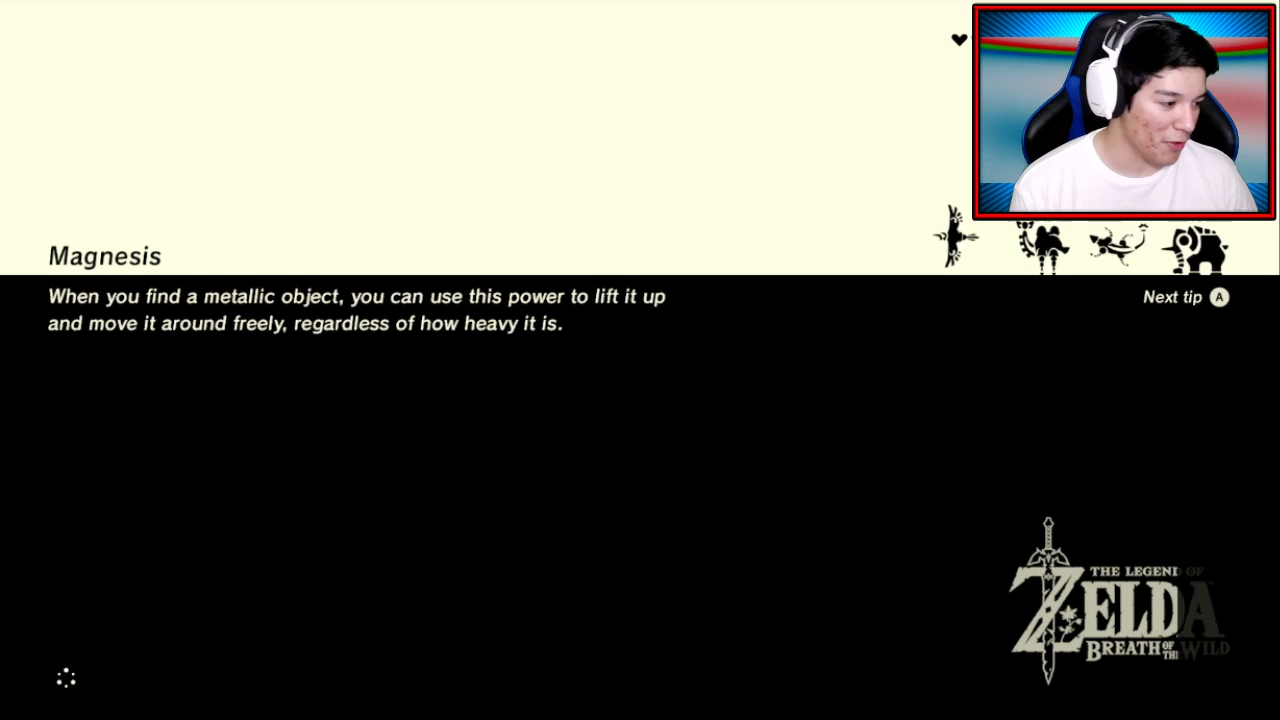 Magnesis
When you find a metallic object, you can use this power to lift it up
and move it around freely, regardless of how heavy it is.
Next tip A
THE LEGEND OF
ZELDA
BREATH OF THE WILD